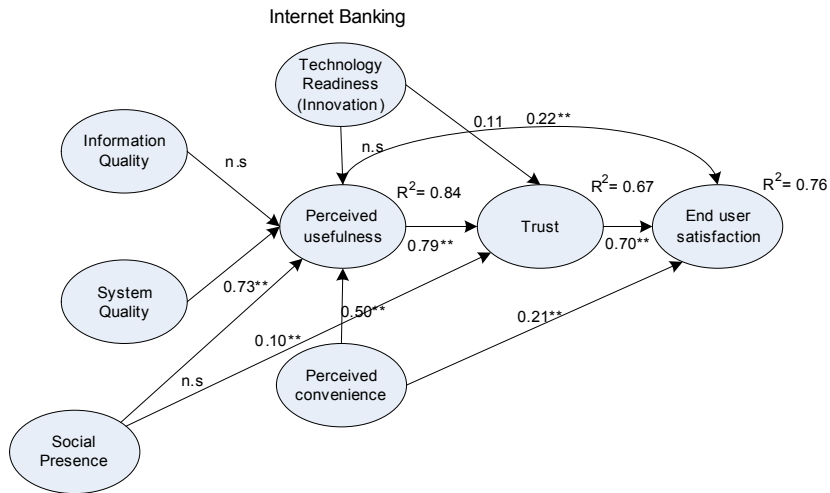 Internet Banking
Technology
Readiness
(Innovation)
0.11
0.22**
Information
Quality
n.s
n.s
R²= 0.84
R²= 0.67
R²= 0.76
Perceived
usefulness
Trust
End user
satisfaction
0.79**
0.70**
System
Quality
0.73**
0.50**
0.21**
0.10**
n.s
Perceived
convenience
Social
Presence